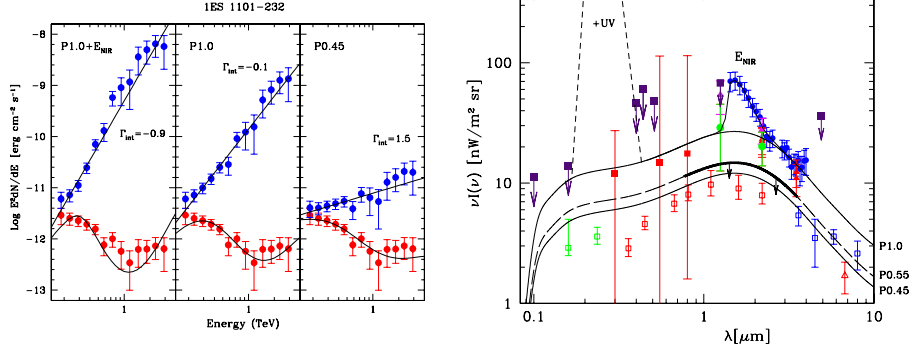 1ES 1101-232
P1.0+E_NIR
P1.0
P0.45
Γ_int=-0.9
Γ_int=-0.1
Γ_int=1.5
Log E²dN/dE [erg cm⁻² s⁻¹]
-8
-9
-10
-11
-12
-13
1
1
1
Energy (TeV)
+UV
E_NIR
νI(ν) [nW/m² sr]
100
10
1
P1.0
P0.55
P0.45
0.1
1
10
λ[μm]